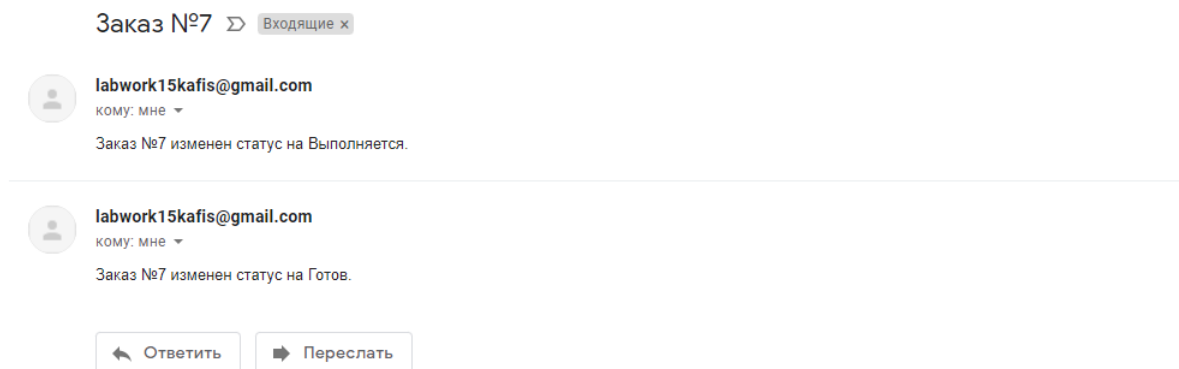 Заказ №7 Входящие ×
labwork15kafis@gmail.com
кому: мне
Заказ №7 изменен статус на Выполняется.
labwork15kafis@gmail.com
кому: мне
Заказ №7 изменен статус на Готов.
Ответить Переслать